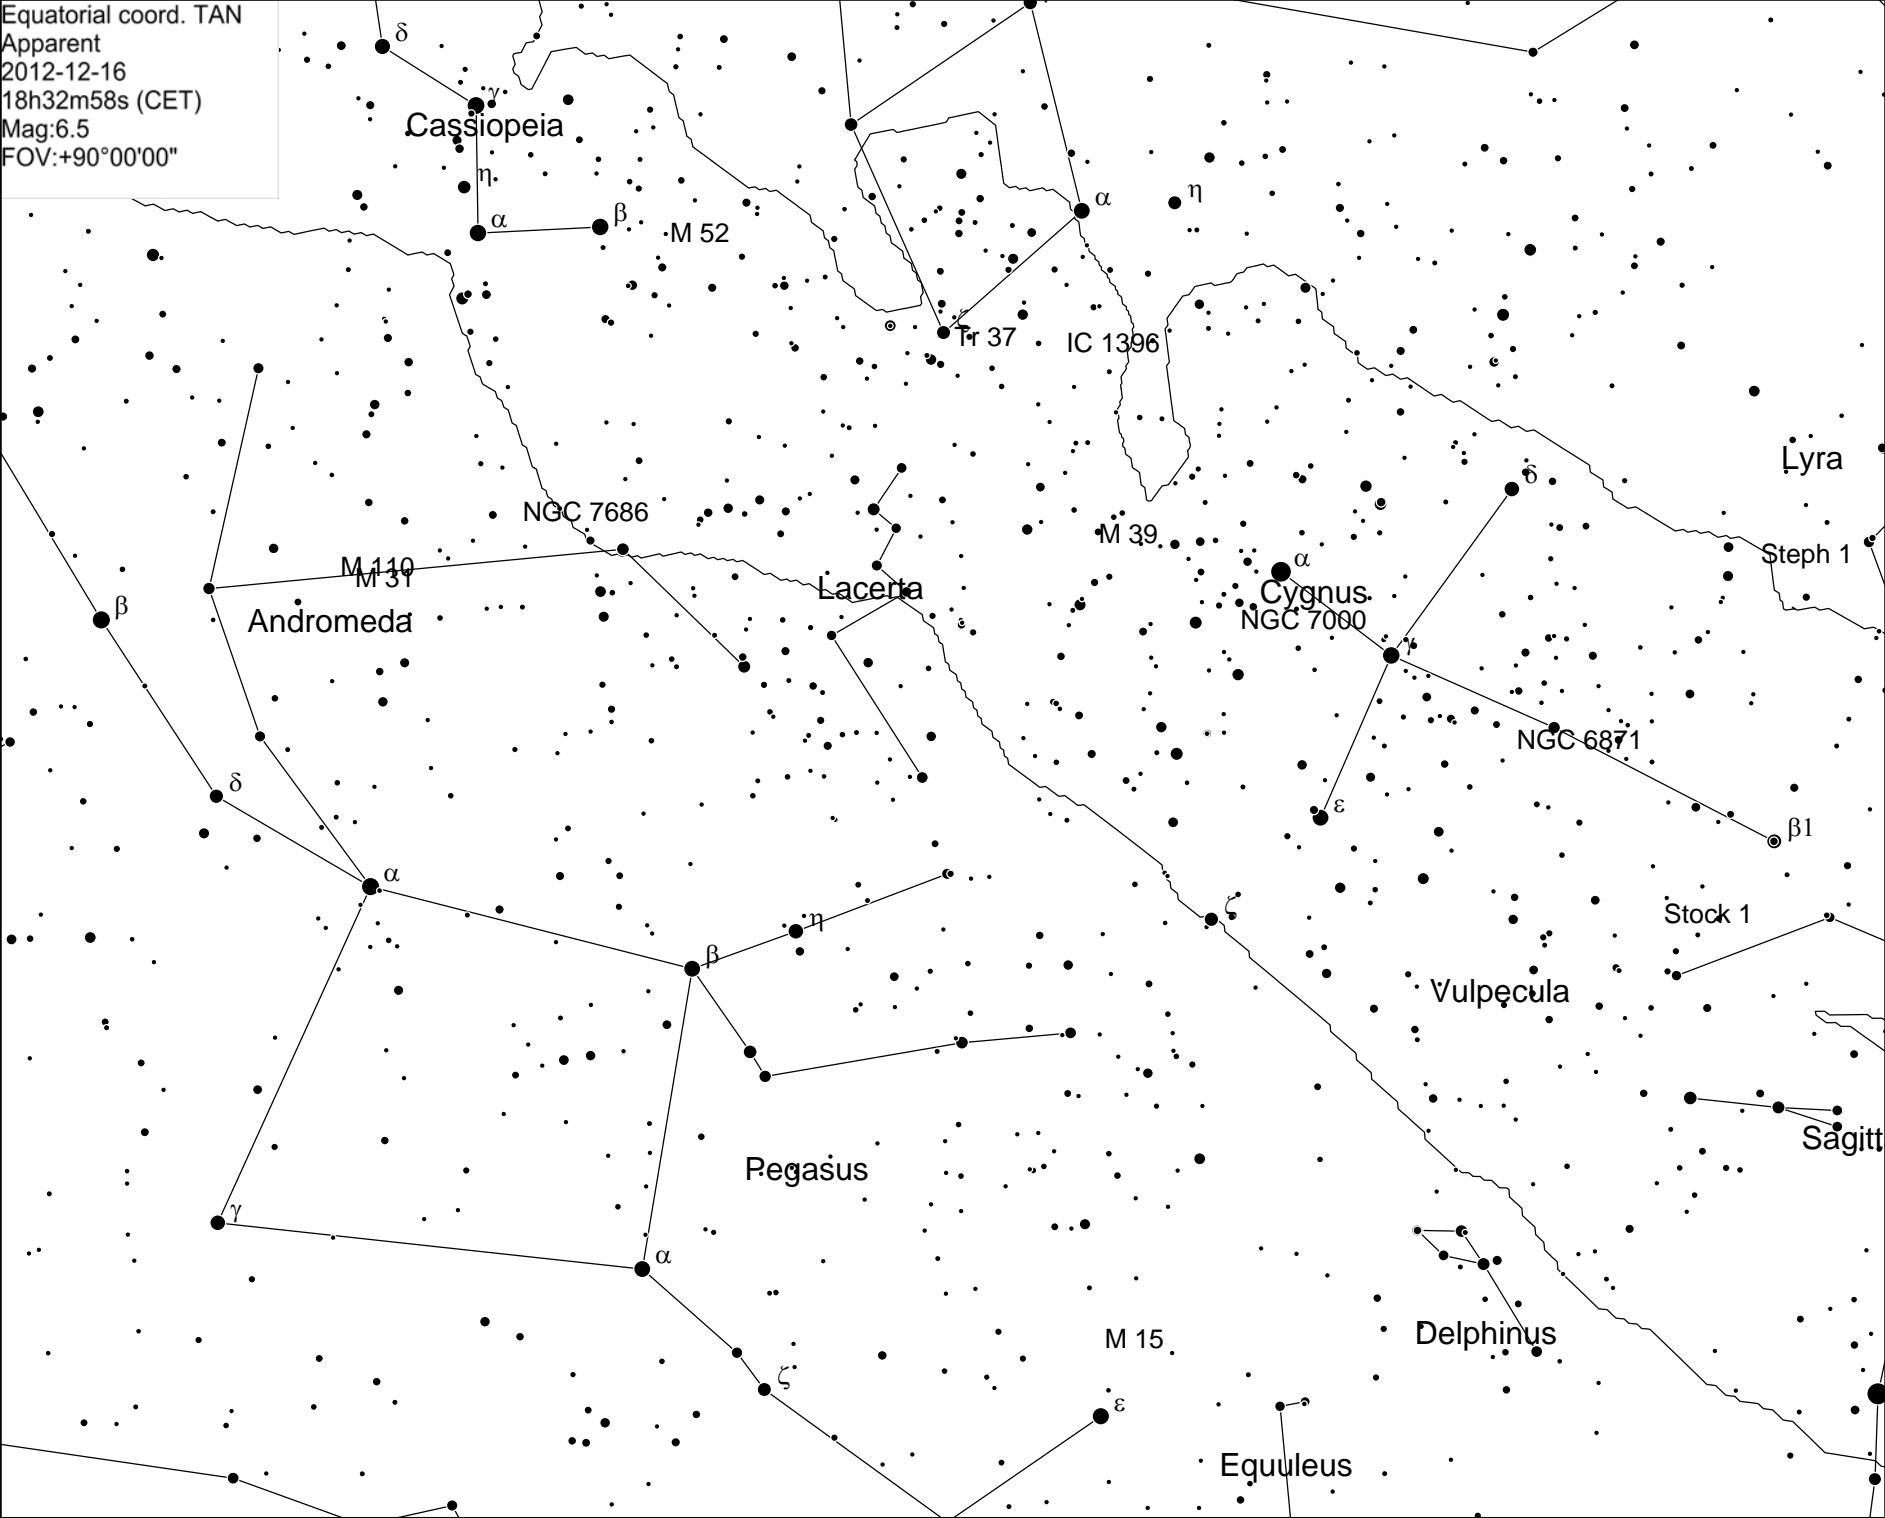 Equatorial coord. TAN
Apparent
2012-12-16
18h32m58s (CET)
Mag:6.5
FOV:+90°00'00"
δ
γ
Cassiopeia
η
α
β
M 52
α
η
ζ
Tr 37
IC 1396
Lyra
δ
NGC 7686
M 39
Steph 1
α
M 110
M 31
Lacerta
Cygnus
β
Andromeda
NGC 7000
γ
NGC 6871
δ
ε
β1
α
ζ
Stock 1
η
β
Vulpecula
Sagitt
Pegasus
γ
α
M 15
Delphinus
ζ
ε
Equuleus